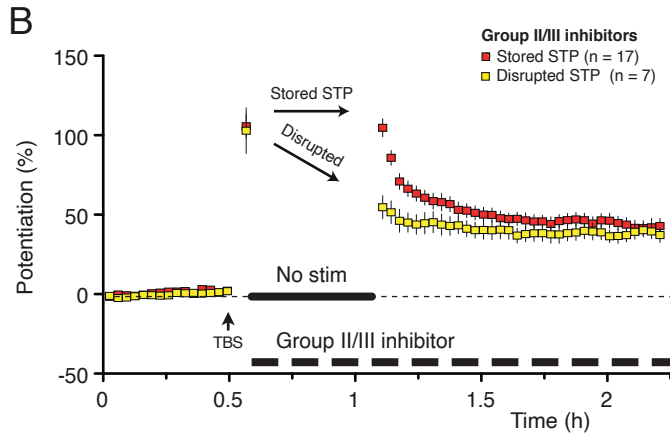 B
Group II/III inhibitors
Stored STP (n = 17)
Disrupted STP (n = 7)
150
100
50
0
-50
Potentiation (%)
Stored STP
Disrupted
No stim
TBS
Group II/III inhibitor
0
0.5
1
1.5
2
Time (h)